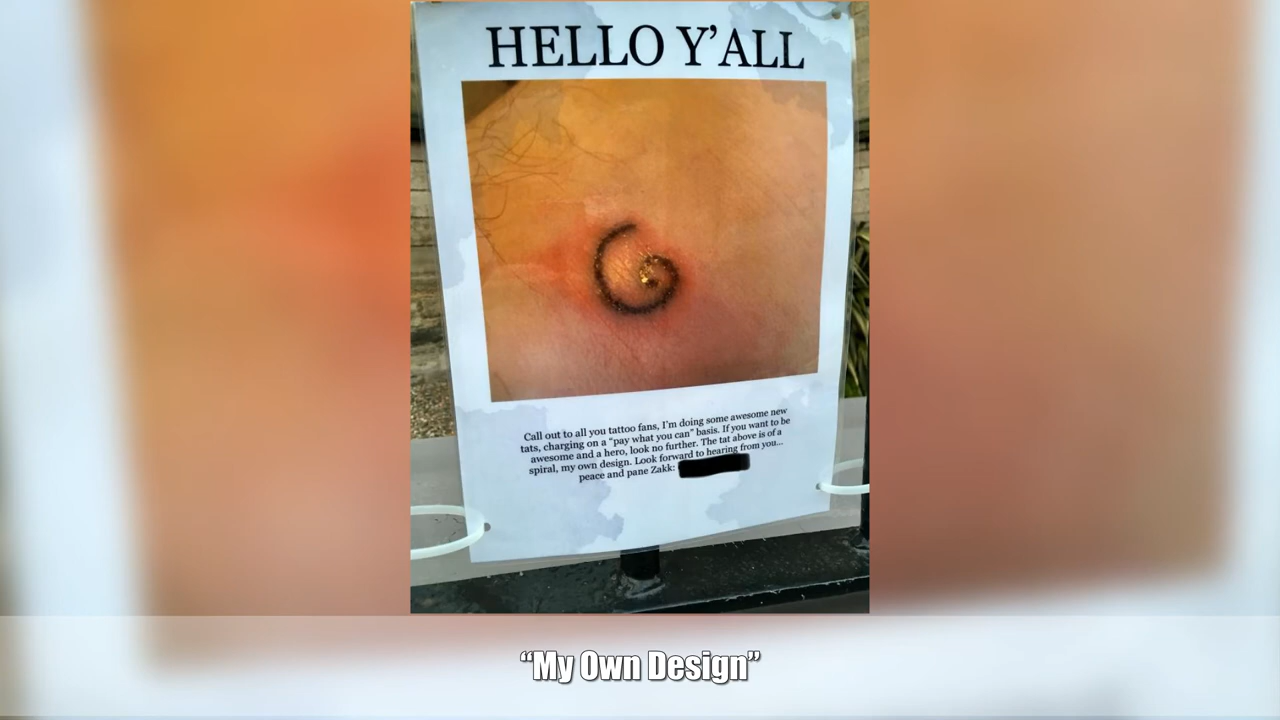 HELLO Y'ALL
Call out to all you tattoo fans, I'm doing some awesome new
tats, charging on a "pay what you can" basis. If you want to be
awesome and a hero, look no further. The tat above is of a
spiral, my own design. Look forward to hearing from you...
peace and pane Zakk:
“My Own Design”